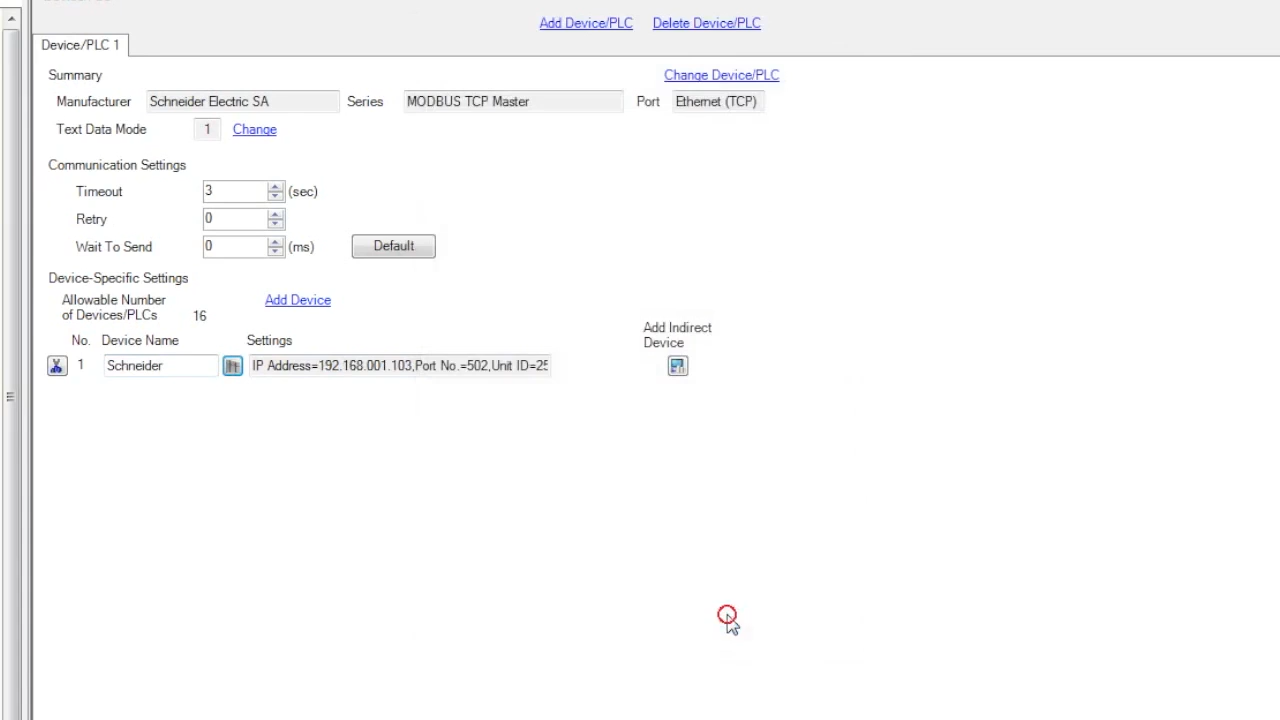 Add Device/PLC Delete Device/PLC
Device/PLC 1
Summary Change Device/PLC
Manufacturer Schneider Electric SA Series MODBUS TCP Master Port Ethernet (TCP)
Text Data Mode 1 Change
Communication Settings
Timeout 3 (sec)
Retry 0
Wait To Send 0 (ms) Default
Device-Specific Settings
Allowable Number
of Devices/PLCs 16 Add Device
Add Indirect
Device
No. Device Name Settings
1 Schneider IP Address=192.168.001.103,Port No.=502,Unit ID=25